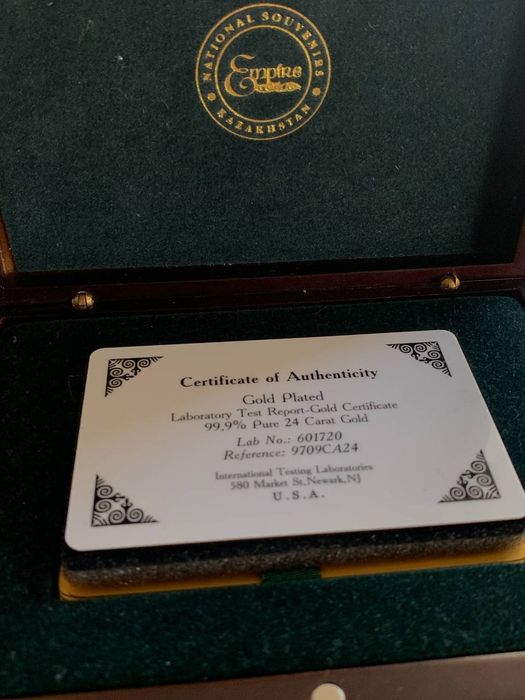 NATIONAL SOUVENIRS
Empire
KAZAKHSTAN
Certificate of Authenticity
Gold Plated
Laboratory Test Report-Gold Certificate
99,9% Pure 24 Carat Gold
Lab No.: 601720
Reference: 9709CA24
International Testing Laboratories
580 Market St,Newark,NJ
U.S.A.